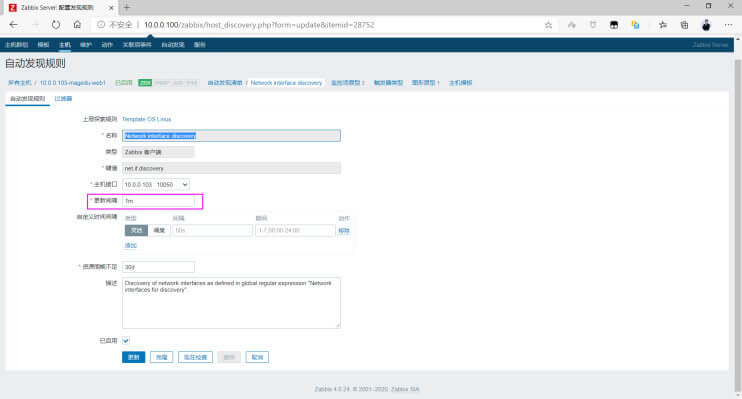 Zabbix Server: 配置发现规则
不安全 | 10.0.0.100/zabbix/host_discovery.php?form=update&itemid=28752
主机群组 模板 主机 维护 动作 关联项事件 自动发现 服务 Zabbix Server
自动发现规则
所有主机 / 10.0.0.103-magedu-web1 已启用 ZBX SNMP JMX IPMI 自动发现清单 / Network interface discovery 监控项原型 2 触发器类型 图形原型 1 主机模板
自动发现规则 过滤器
上层探索规则 Template OS Linux
* 名称 Network interface discovery
类型 Zabbix 客户端
* 键值 net.if.discovery
* 主机接口 10.0.0.103 : 10050
* 更新间隔 1m
自定义时间间隔 类型 间隔 期间 动作
灵活 调度 50s 1-7,00:00-24:00 移除
添加
* 资源周期不足 30d
描述 Discovery of network interfaces as defined in global regular expression "Network
interfaces for discovery".
已启用
更新 克隆 现在检查 删除 取消
Zabbix 4.0.24. © 2001–2020, Zabbix SIA